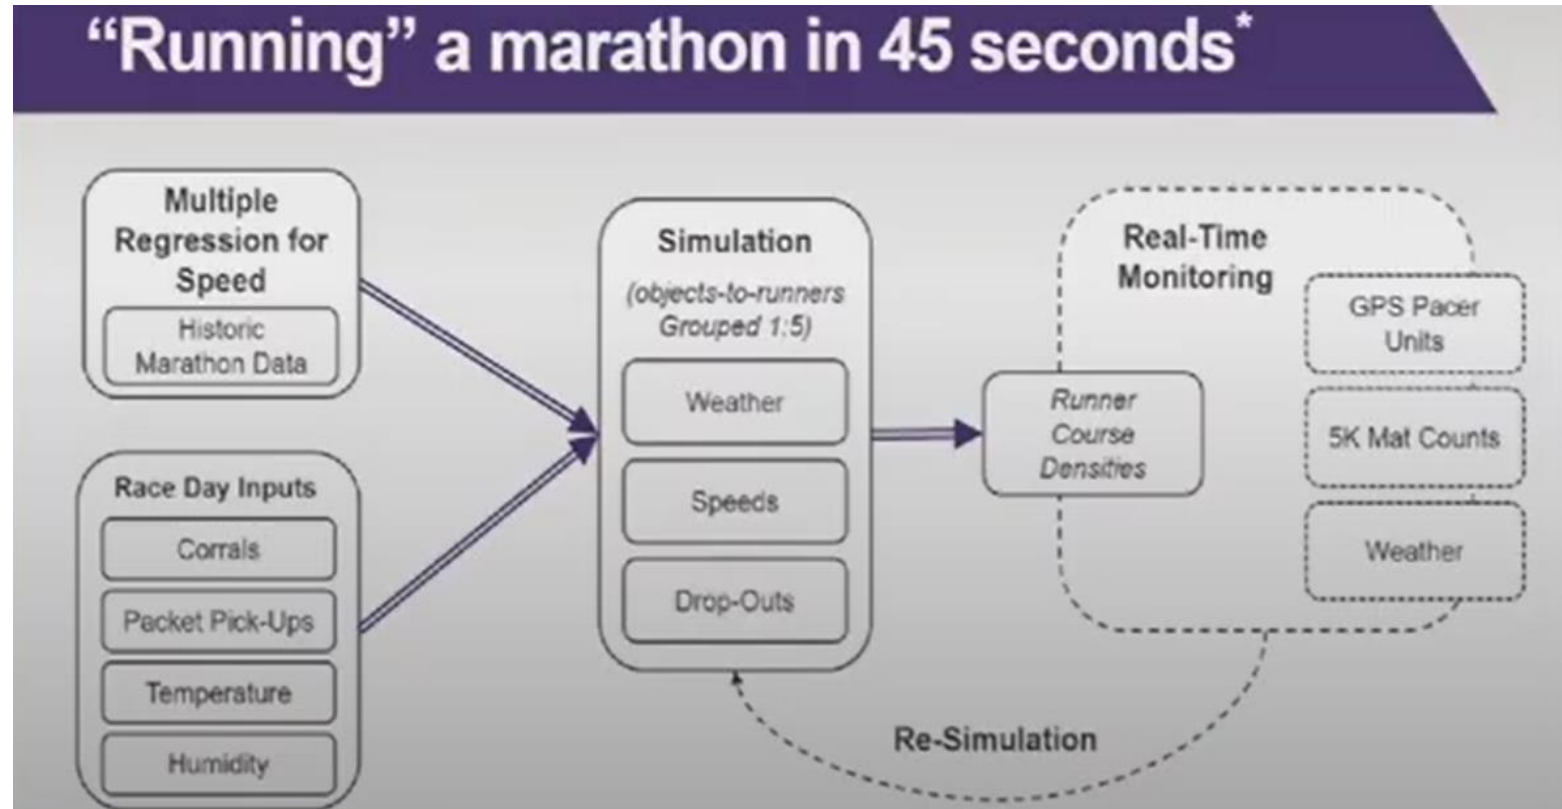 “Running” a marathon in 45 seconds*
Multiple
Regression for
Speed
Historic
Marathon Data
Race Day Inputs
Corrals
Packet Pick-Ups
Temperature
Humidity
Simulation
(objects-to-runners
Grouped 1:5)
Weather
Speeds
Drop-Outs
Runner
Course
Densities
Real-Time
Monitoring
GPS Pacer
Units
5K Mat Counts
Weather
Re-Simulation